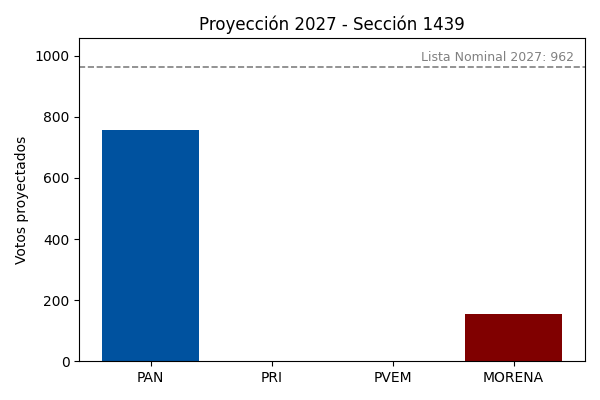 Proyección 2027 - Sección 1439
Lista Nominal 2027: 962
Votos proyectados
1000
800
600
400
200
0
PAN PRI PVEM MORENA